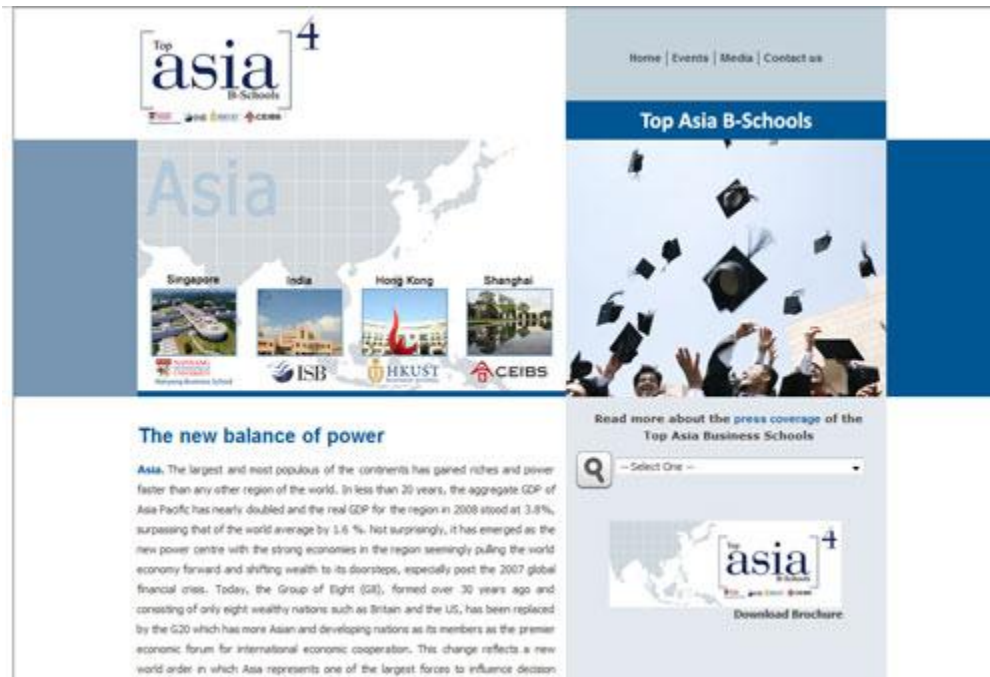 Top
asia
4
B-Schools
CEIBS
Home | Events | Media | Contact us
Top Asia B-Schools
Asia
Singapore
India
Hong Kong
Shanghai
NANYANG
UNIVERSITY
Nanyang Business School
ISB
HKUST
CEIBS
The new balance of power
Asia. The largest and most populous of the continents has gained riches and power
faster than any other region of the world. In less than 20 years, the aggregate GDP of
Asia Pacific has nearly doubled and the real GDP for the region in 2008 stood at 3.8%,
surpassing that of the world average by 1.6 %. Not surprisingly, it has emerged as the
new power centre with the strong economies in the region seemingly pulling the world
economy forward and shifting wealth to its doorsteps, especially post the 2007 global
financial crisis. Today, the Group of Eight (G8), formed over 30 years ago and
consisting of only eight wealthy nations such as Britain and the US, has been replaced
by the G20 which has more Asian and developing nations as its members as the premier
economic forum for international economic cooperation. This change reflects a new
world order in which Asia represents one of the largest forces to influence decision
Read more about the press coverage of the
Top Asia Business Schools
-- Select One --
Top
asia
4
B-Schools
Download Brochure